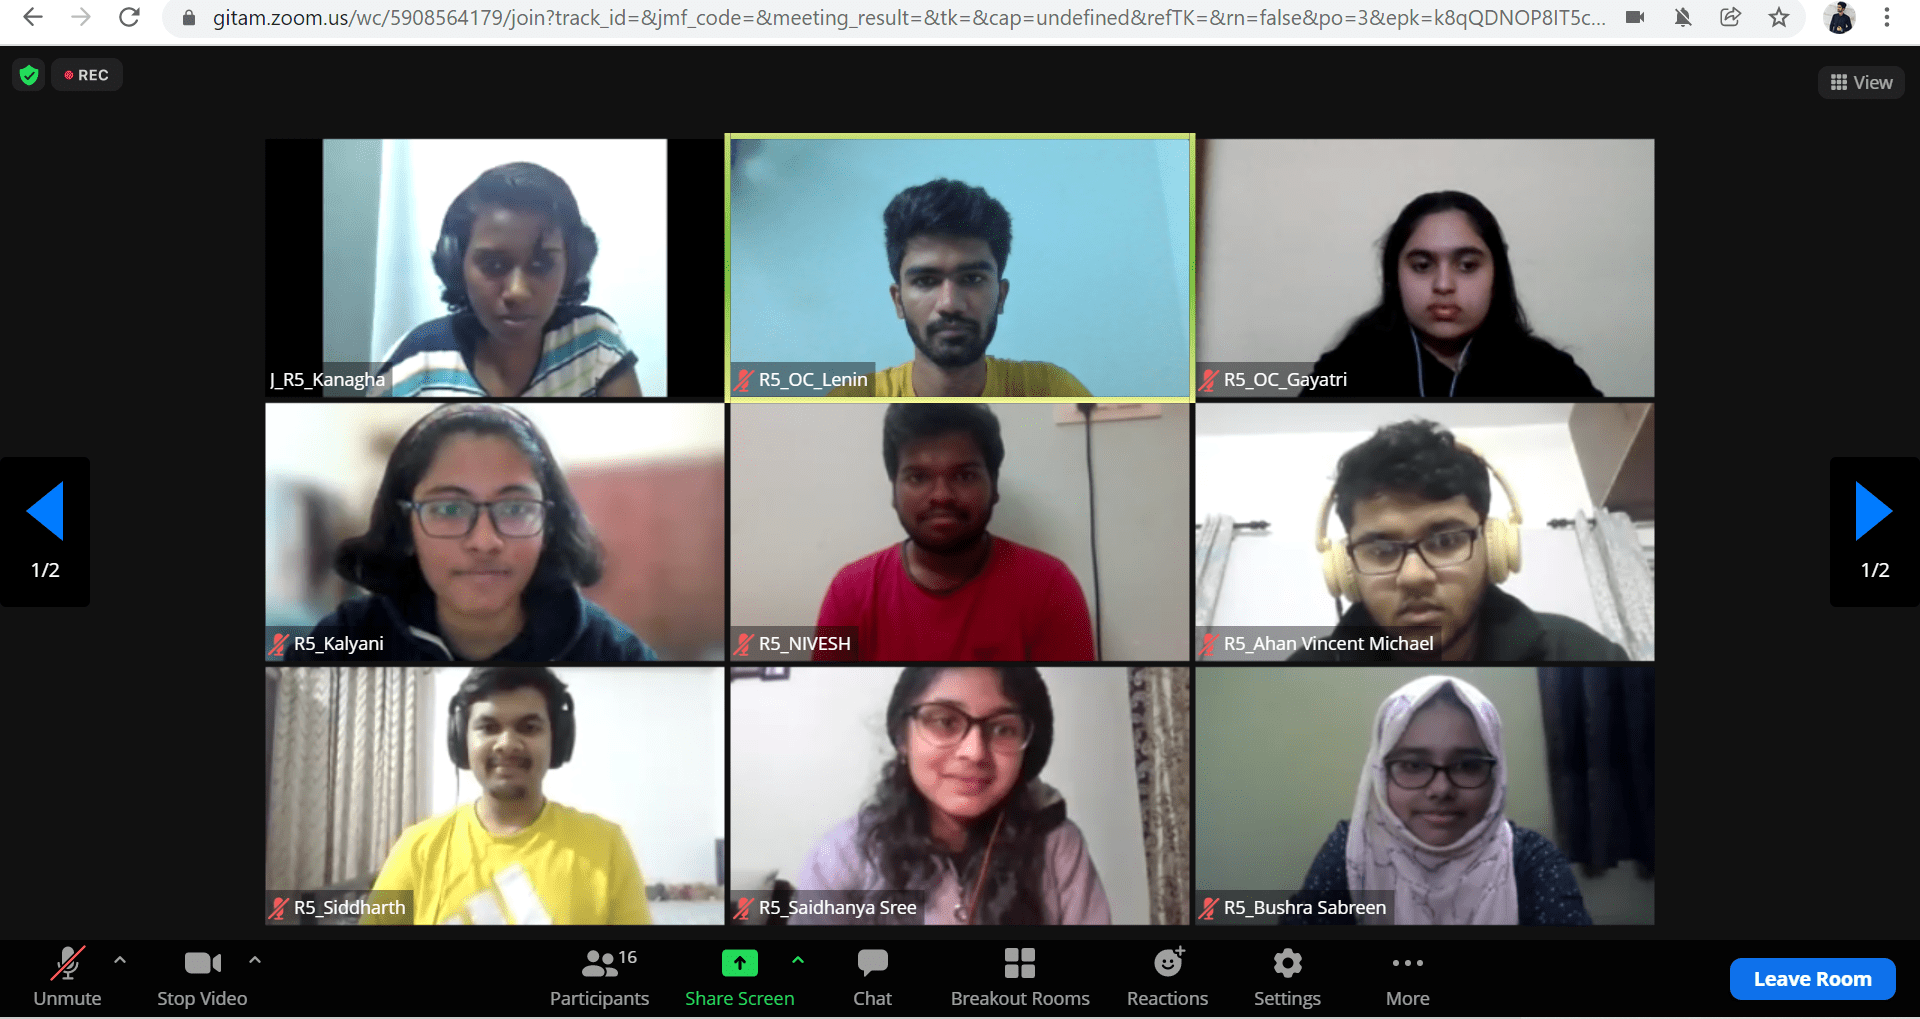 gitam.zoom.us/wc/5908564179/join?track_id=&jmf_code=&meeting_result=&tk=&cap=undefined&refTK=&rn=false&po=3&epk=k8qQDNOP8IT5c...
REC
View
J_R5_Kanagha
R5_OC_Lenin
R5_OC_Gayatri
1/2
1/2
R5_Kalyani
R5_NIVESH
R5_Ahan Vincent Michael
R5_Siddharth
R5_Saidhanya Sree
R5_Bushra Sabreen
16
Unmute
Stop Video
Participants
Share Screen
Chat
Breakout Rooms
Reactions
Settings
More
Leave Room